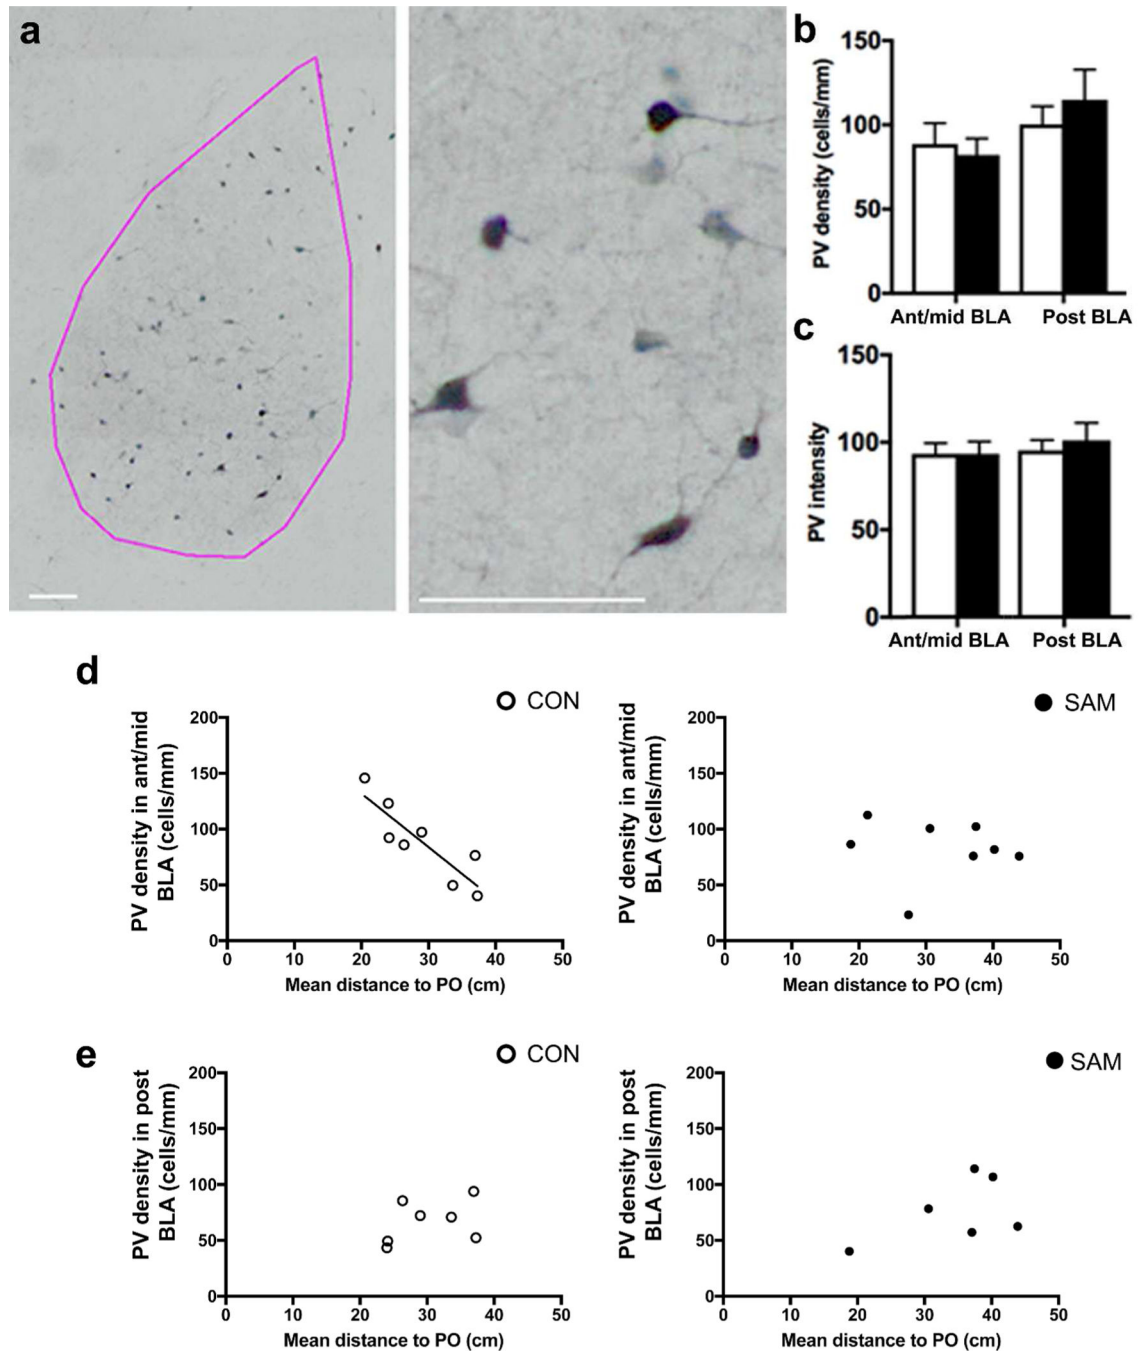 a
b
PV density (cells/mm)
150
100
50
0
Ant/mid BLA Post BLA
c
PV intensity
150
100
50
0
Ant/mid BLA Post BLA
d
CON
PV density in ant/mid
BLA (cells/mm)
200
150
100
50
0
0 10 20 30 40 50
Mean distance to PO (cm)
SAM
PV density in ant/mid
BLA (cells/mm)
200
150
100
50
0
0 10 20 30 40 50
Mean distance to PO (cm)
e
CON
PV density in post
BLA (cells/mm)
200
150
100
50
0
0 10 20 30 40 50
Mean distance to PO (cm)
SAM
PV density in post
BLA (cells/mm)
200
150
100
50
0
0 10 20 30 40 50
Mean distance to PO (cm)